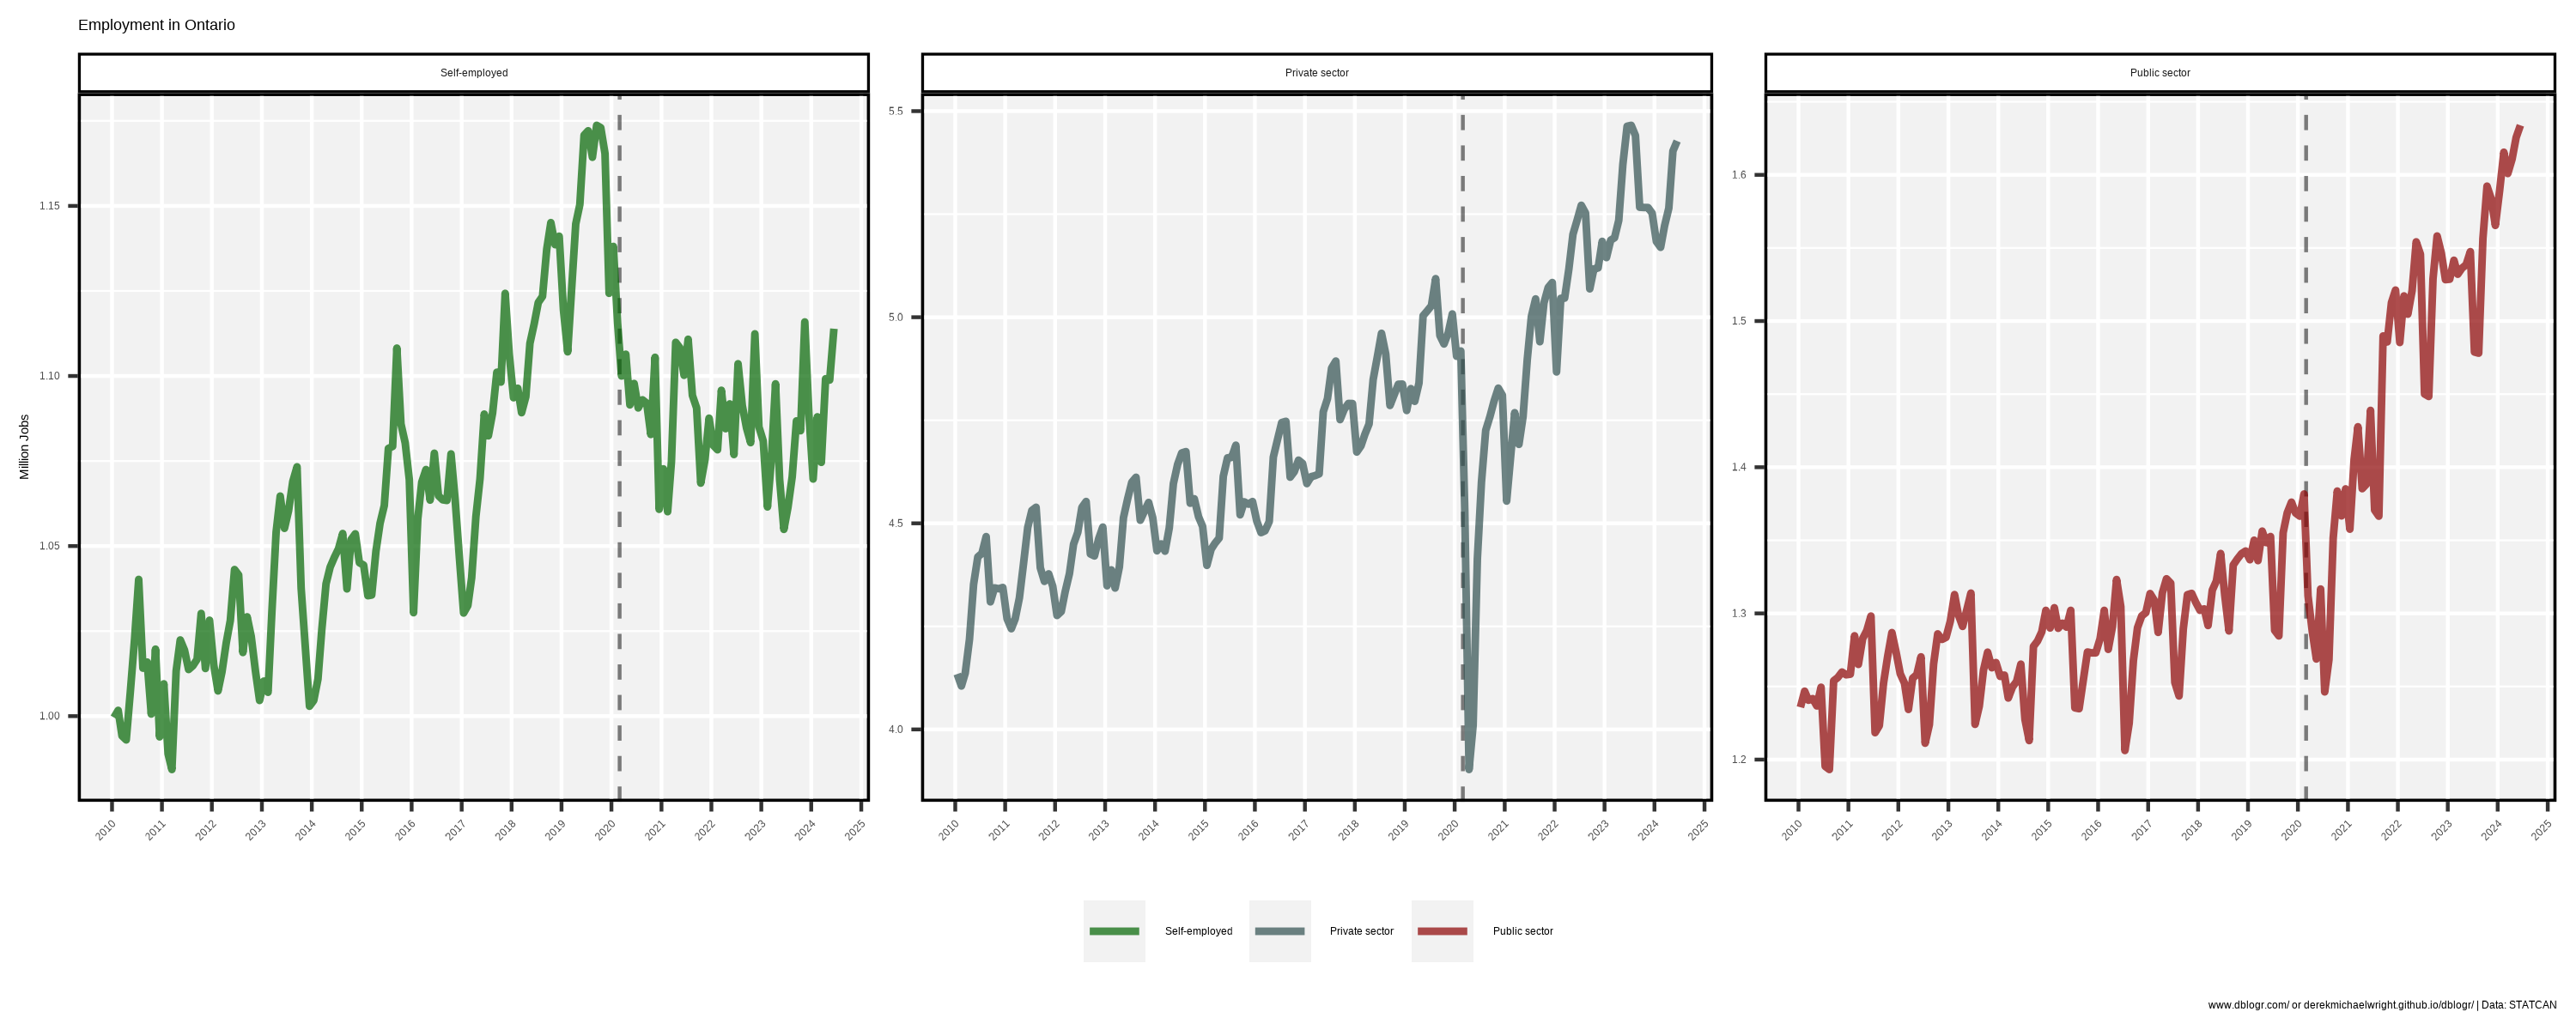 Employment in Ontario
Self-employed
Private sector
Public sector
Million Jobs
1.15
1.10
1.05
1.00
2010 2011 2012 2013 2014 2015 2016 2017 2018 2019 2020 2021 2022 2023 2024 2025
5.5
5.0
4.5
4.0
2010 2011 2012 2013 2014 2015 2016 2017 2018 2019 2020 2021 2022 2023 2024 2025
1.6
1.5
1.4
1.3
1.2
2010 2011 2012 2013 2014 2015 2016 2017 2018 2019 2020 2021 2022 2023 2024 2025
Self-employed
Private sector
Public sector
www.dblogr.com/ or derekmichaelwright.github.io/dblogr/ | Data: STATCAN